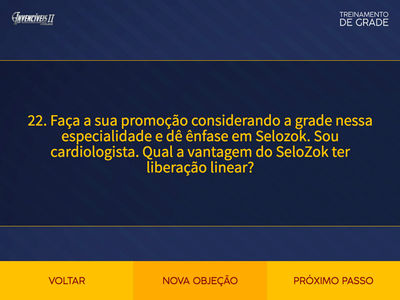 Invencíveis II
TREINAMENTO
DE GRADE
22. Faça a sua promoção considerando a grade nessa
especialidade e dê ênfase em Selozok. Sou
cardiologista. Qual a vantagem do SeloZok ter
liberação linear?
VOLTAR
NOVA OBJEÇÃO
PRÓXIMO PASSO